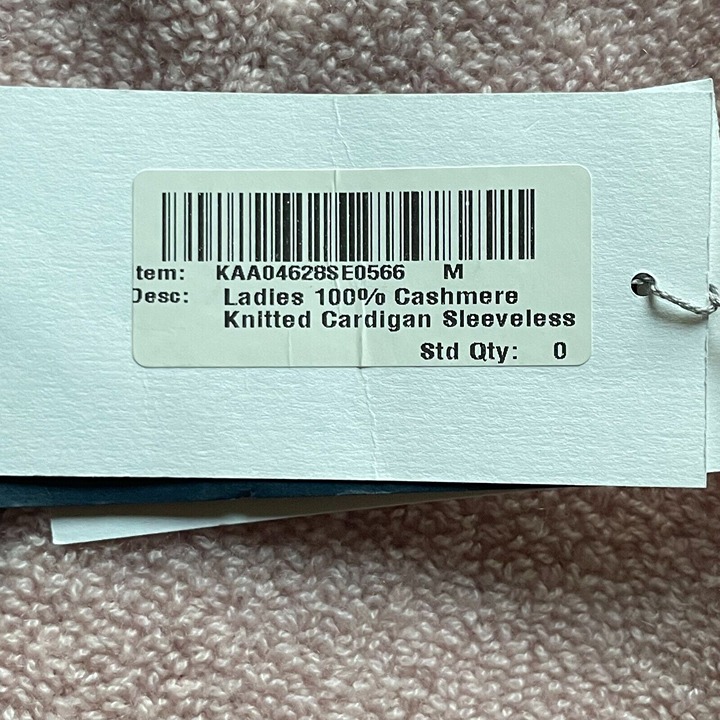 tem: KAA04628SE0566 M
Desc: Ladies 100% Cashmere
Knitted Cardigan Sleeveless
Std Qty: 0